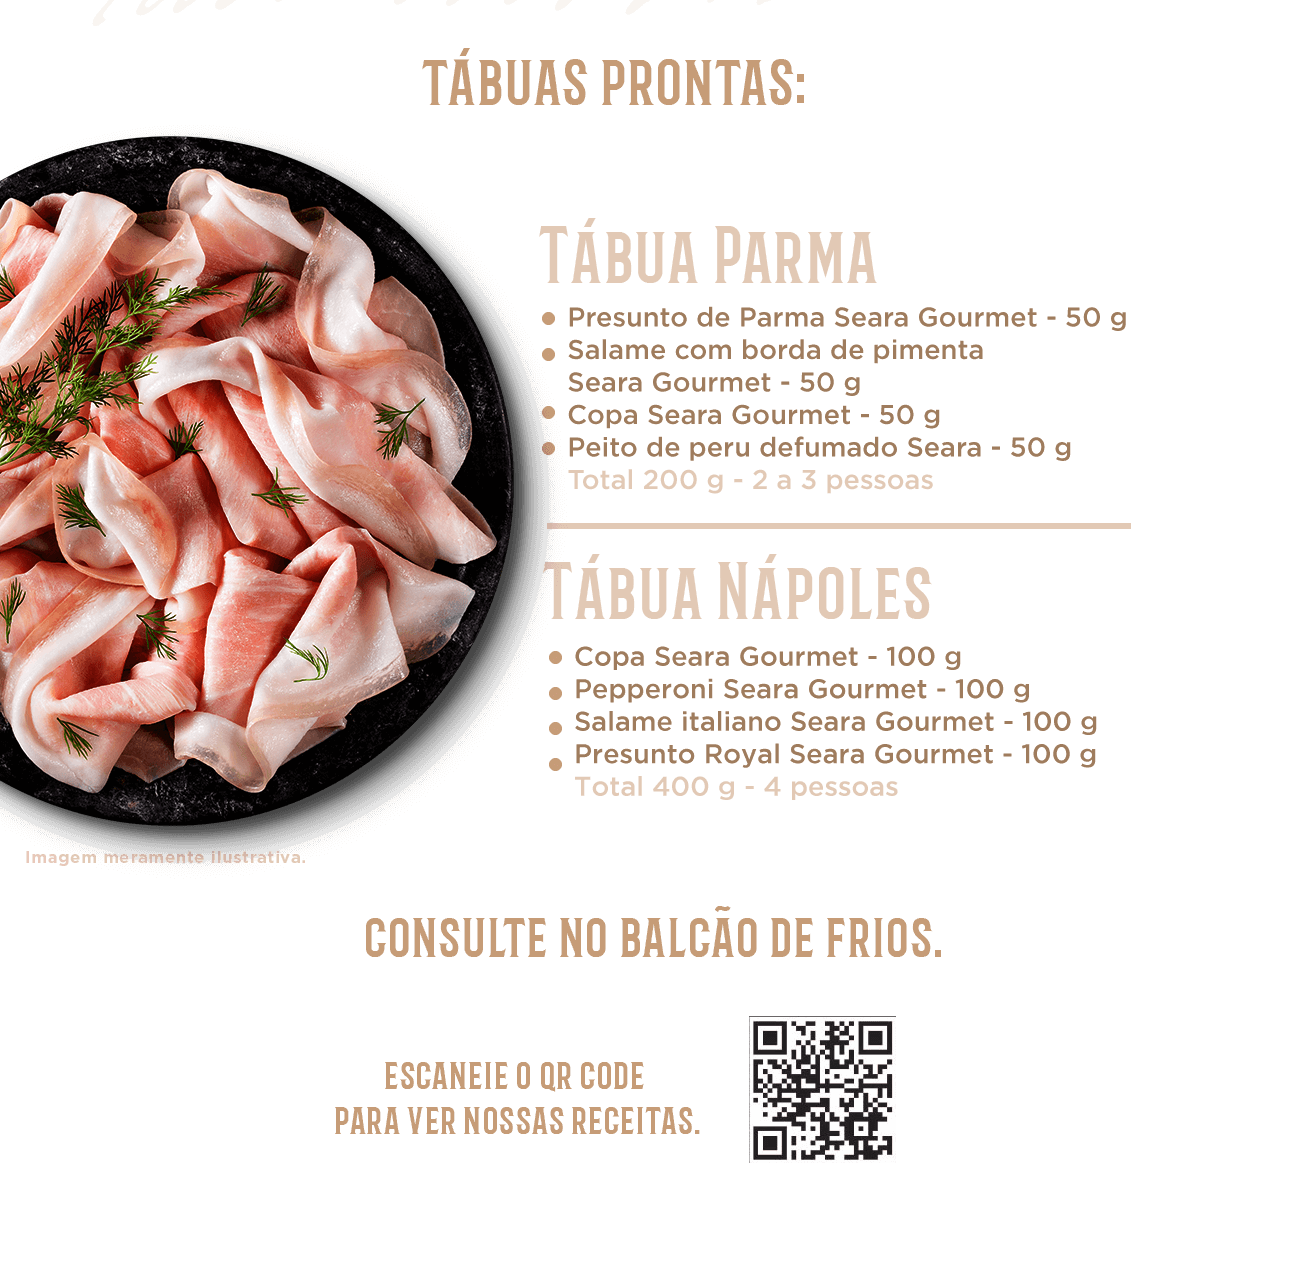 TÁBUAS PRONTAS:
TÁBUA PARMA
• Presunto de Parma Seara Gourmet - 50 g
• Salame com borda de pimenta
Seara Gourmet - 50 g
• Copa Seara Gourmet - 50 g
• Peito de peru defumado Seara - 50 g
Total 200 g - 2 a 3 pessoas
TÁBUA NÁPOLES
• Copa Seara Gourmet - 100 g
• Pepperoni Seara Gourmet - 100 g
• Salame italiano Seara Gourmet - 100 g
• Presunto Royal Seara Gourmet - 100 g
Total 400 g - 4 pessoas
Imagem meramente ilustrativa.
CONSULTE NO BALCÃO DE FRIOS.
ESCANEIE O QR CODE
PARA VER NOSSAS RECEITAS.